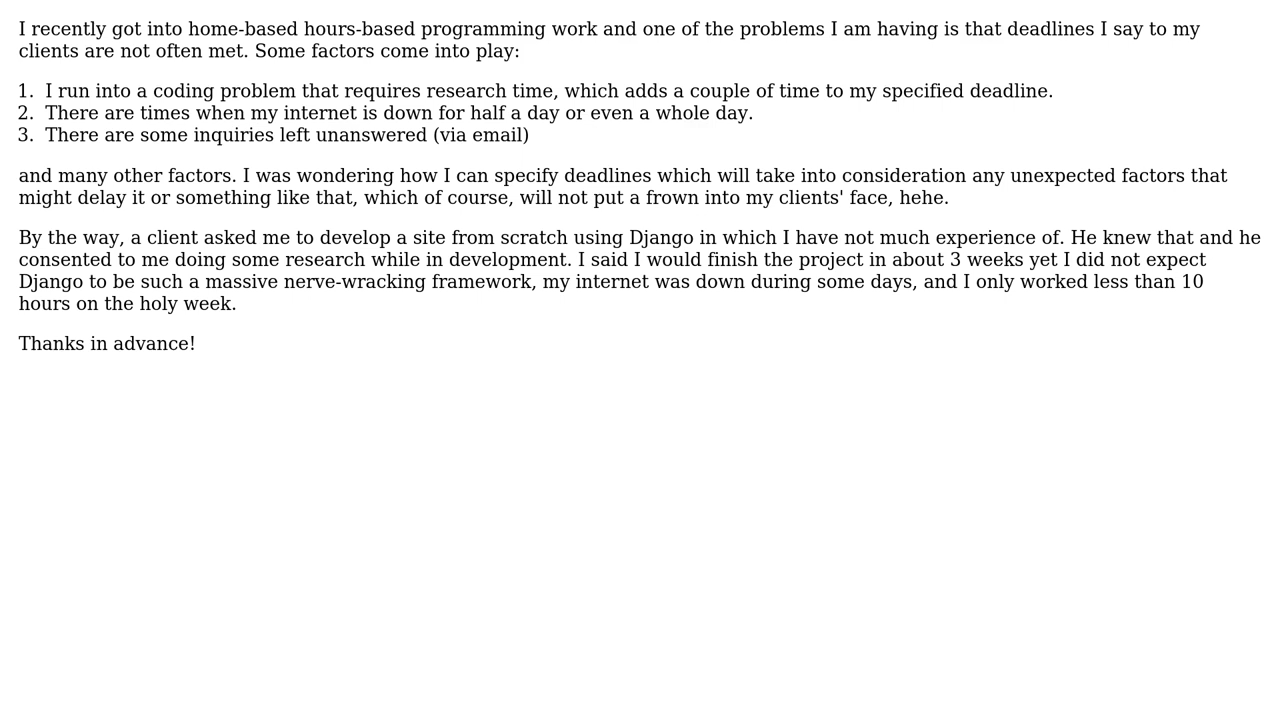 I recently got into home-based hours-based programming work and one of the problems I am having is that deadlines I say to my
clients are not often met. Some factors come into play:
1. I run into a coding problem that requires research time, which adds a couple of time to my specified deadline.
2. There are times when my internet is down for half a day or even a whole day.
3. There are some inquiries left unanswered (via email)
and many other factors. I was wondering how I can specify deadlines which will take into consideration any unexpected factors that
might delay it or something like that, which of course, will not put a frown into my clients' face, hehe.
By the way, a client asked me to develop a site from scratch using Django in which I have not much experience of. He knew that and he
consented to me doing some research while in development. I said I would finish the project in about 3 weeks yet I did not expect
Django to be such a massive nerve-wracking framework, my internet was down during some days, and I only worked less than 10
hours on the holy week.
Thanks in advance!